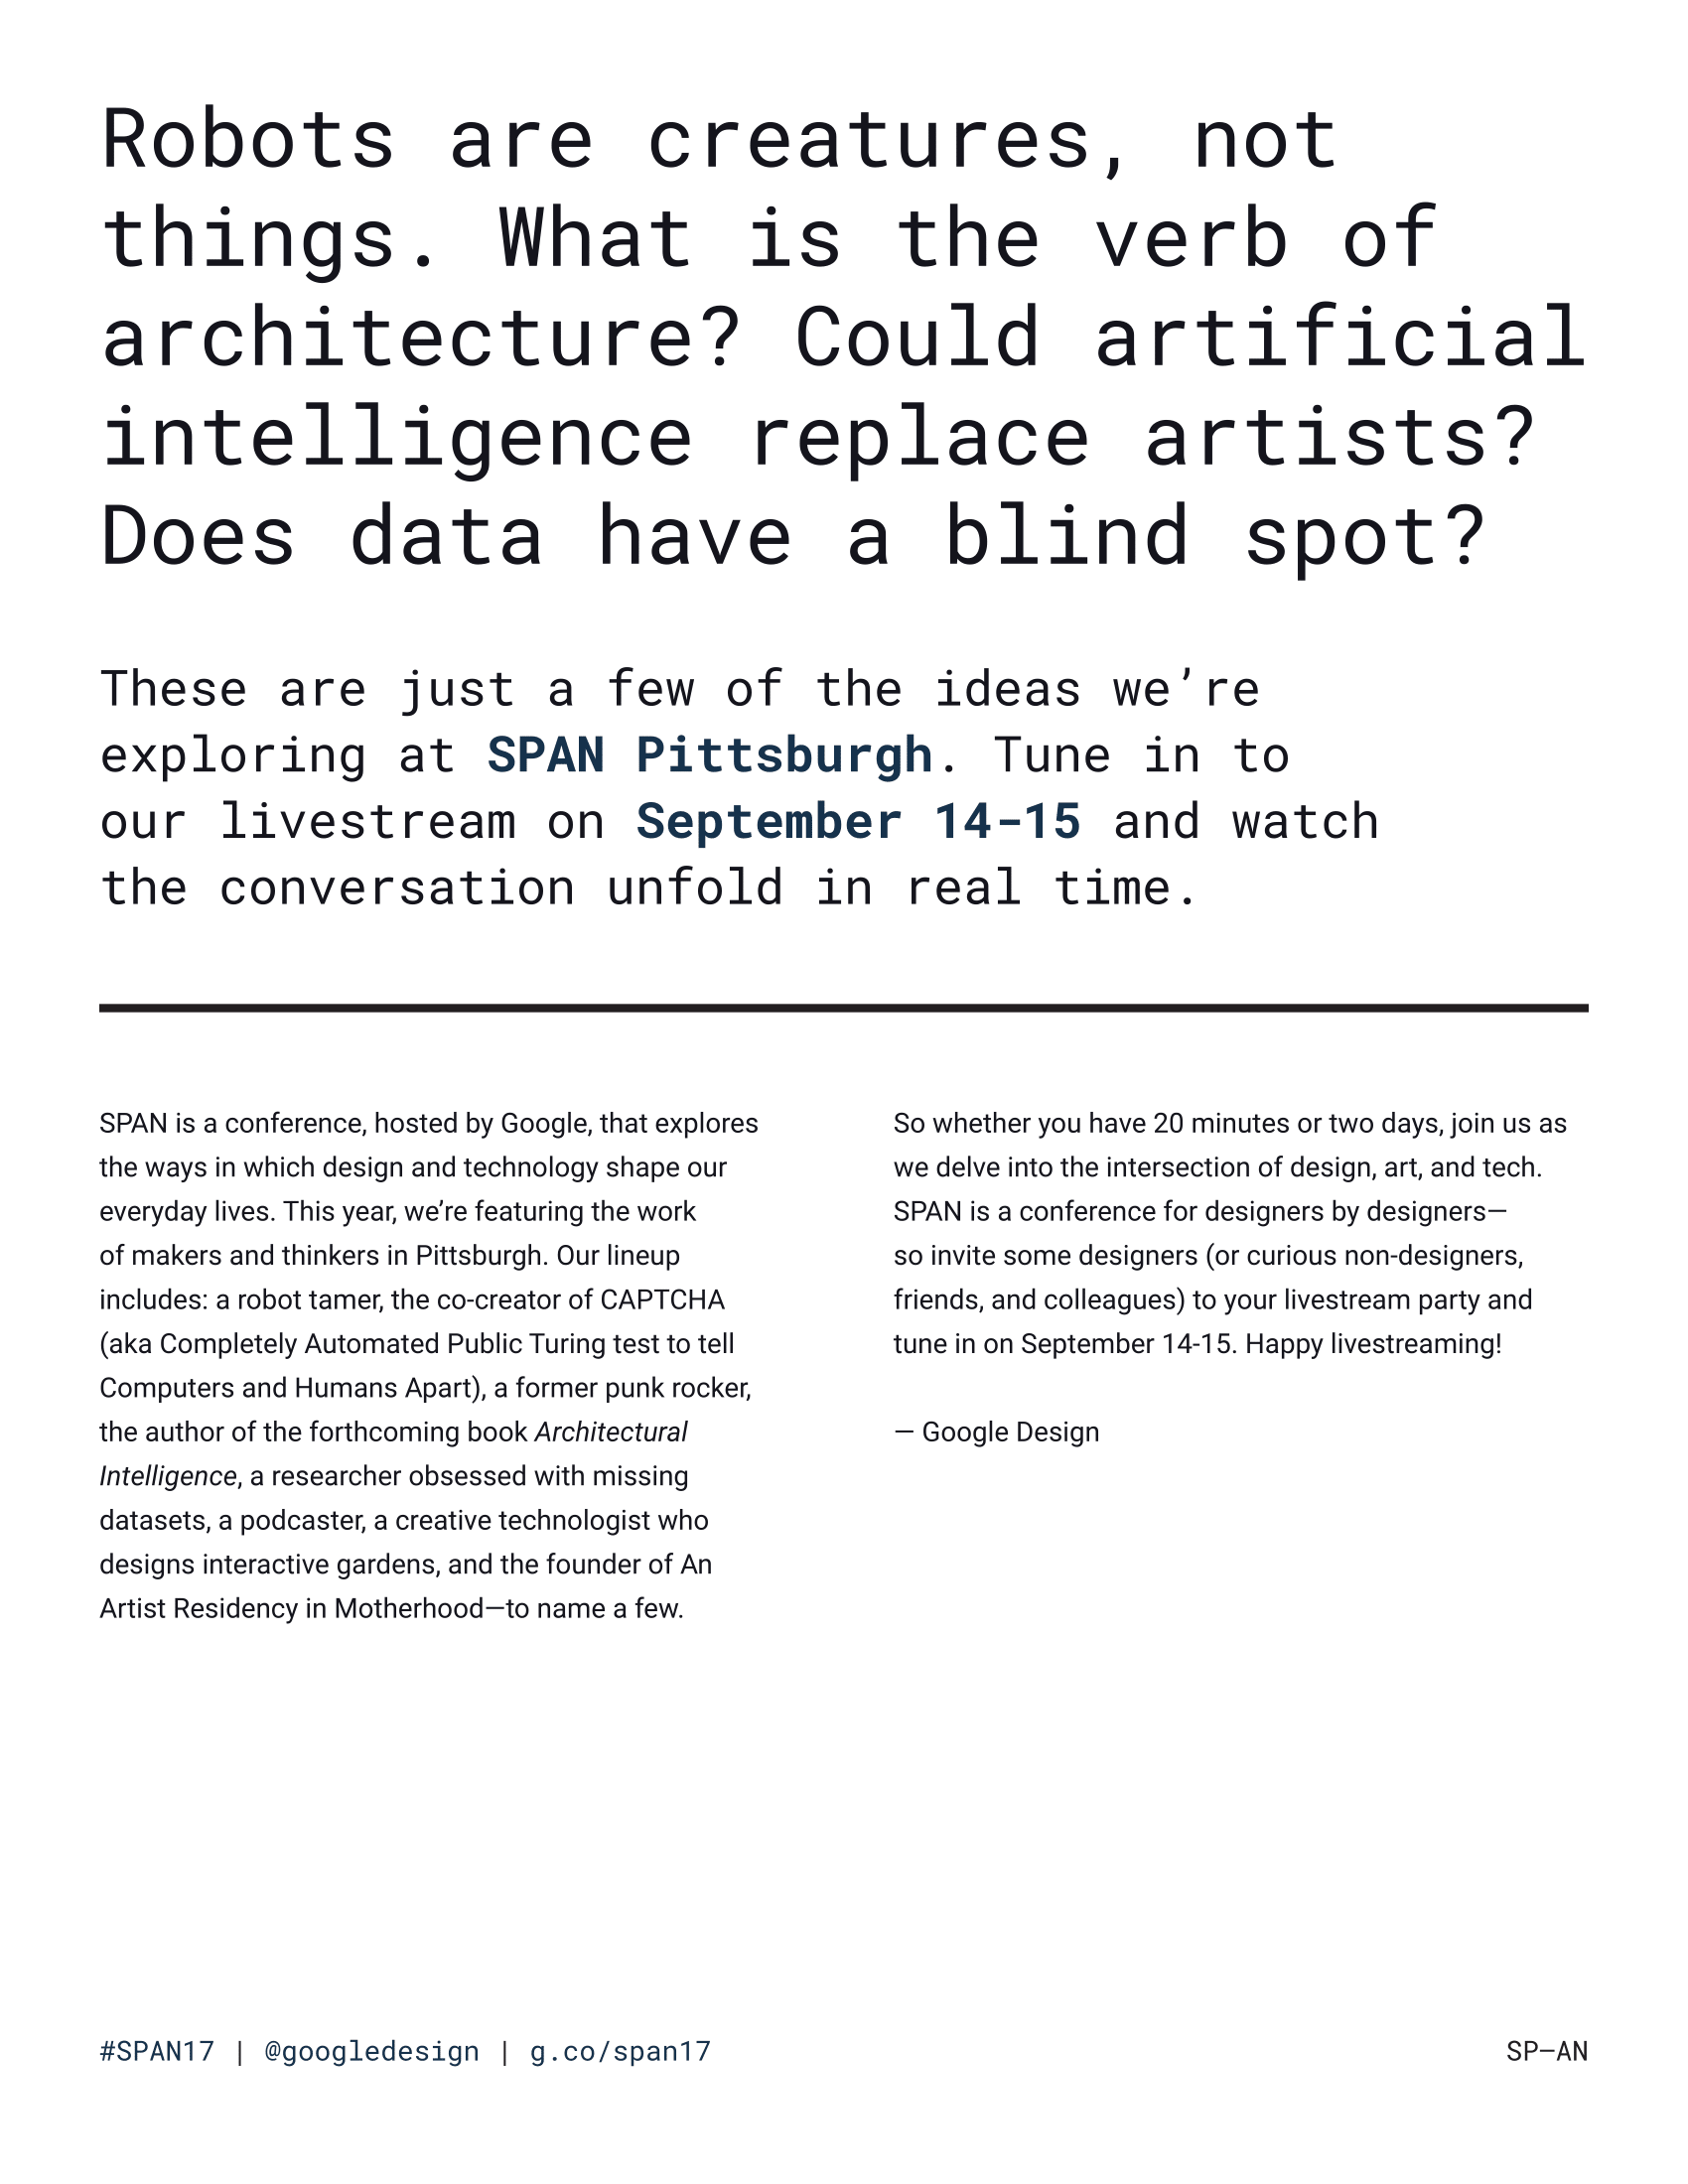 Robots are creatures, not
things. What is the verb of
architecture? Could artificial
intelligence replace artists?
Does data have a blind spot?
These are just a few of the ideas we’re
exploring at SPAN Pittsburgh. Tune in to
our livestream on September 14-15 and watch
the conversation unfold in real time.
SPAN is a conference, hosted by Google, that explores
the ways in which design and technology shape our
everyday lives. This year, we’re featuring the work
of makers and thinkers in Pittsburgh. Our lineup
includes: a robot tamer, the co-creator of CAPTCHA
(aka Completely Automated Public Turing test to tell
Computers and Humans Apart), a former punk rocker,
the author of the forthcoming book Architectural
Intelligence, a researcher obsessed with missing
datasets, a podcaster, a creative technologist who
designs interactive gardens, and the founder of An
Artist Residency in Motherhood—to name a few.
So whether you have 20 minutes or two days, join us as
we delve into the intersection of design, art, and tech.
SPAN is a conference for designers by designers—
so invite some designers (or curious non-designers,
friends, and colleagues) to your livestream party and
tune in on September 14-15. Happy livestreaming!
— Google Design
#SPAN17 | @googledesign | g.co/span17
SP—AN